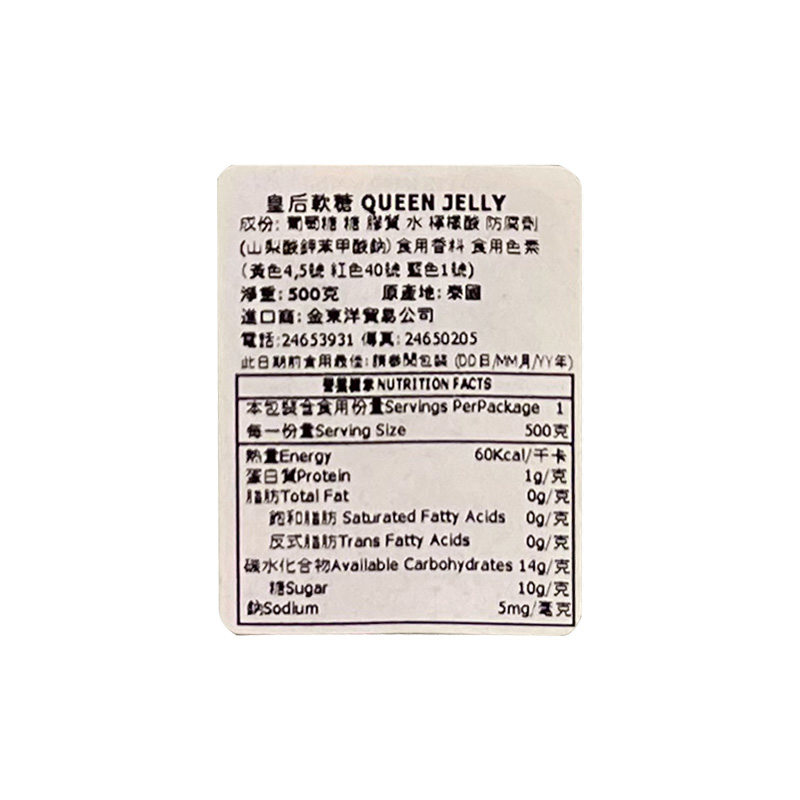 皇后軟糖 QUEEN JELLY
成份: 葡萄糖 糖 膠質 水 檸檬酸 防腐劑
(山梨酸鉀苯甲酸鈉) 食用香料 食用色素
(黃色4,5號 紅色40號 藍色1號)
淨重: 500克 原產地: 泰國
進口商: 金東洋貿易公司
電話:24653931 傳真: 24650205
此日期前食用最佳: 請參閱包裝 (DD日/MM月/YY年)
NUTRITION FACTS
本包裝含食用份量Servings PerPackage 1
每一份量Serving Size 500克
熱量Energy 60Kcal/千卡
蛋白質Protein 1g/克
脂肪Total Fat 0g/克
飽和脂肪 Saturated Fatty Acids 0g/克
反式脂肪Trans Fatty Acids 0g/克
碳水化合物Available Carbohydrates 14g/克
糖Sugar 10g/克
鈉Sodium 5mg/毫克